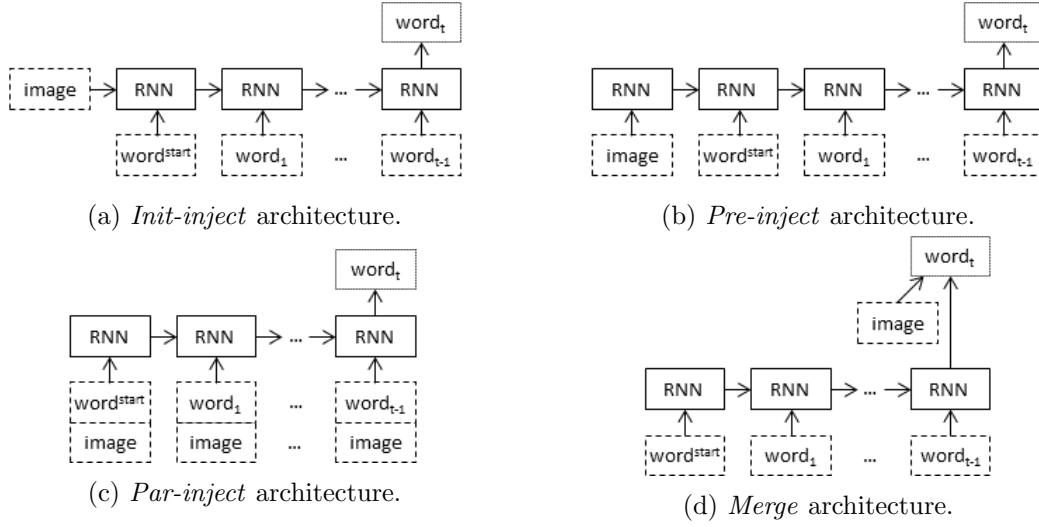 word_t
image RNN RNN ... RNN
word^start word_1 ... word_t-1
(a) Init-inject architecture.
word_t
RNN RNN RNN ... RNN
image word^start word_1 ... word_t-1
(b) Pre-inject architecture.
word_t
RNN RNN ... RNN
word^start word_1 ... word_t-1
image image ... image
(c) Par-inject architecture.
word_t
image
RNN RNN ... RNN
word^start word_1 ... word_t-1
(d) Merge architecture.